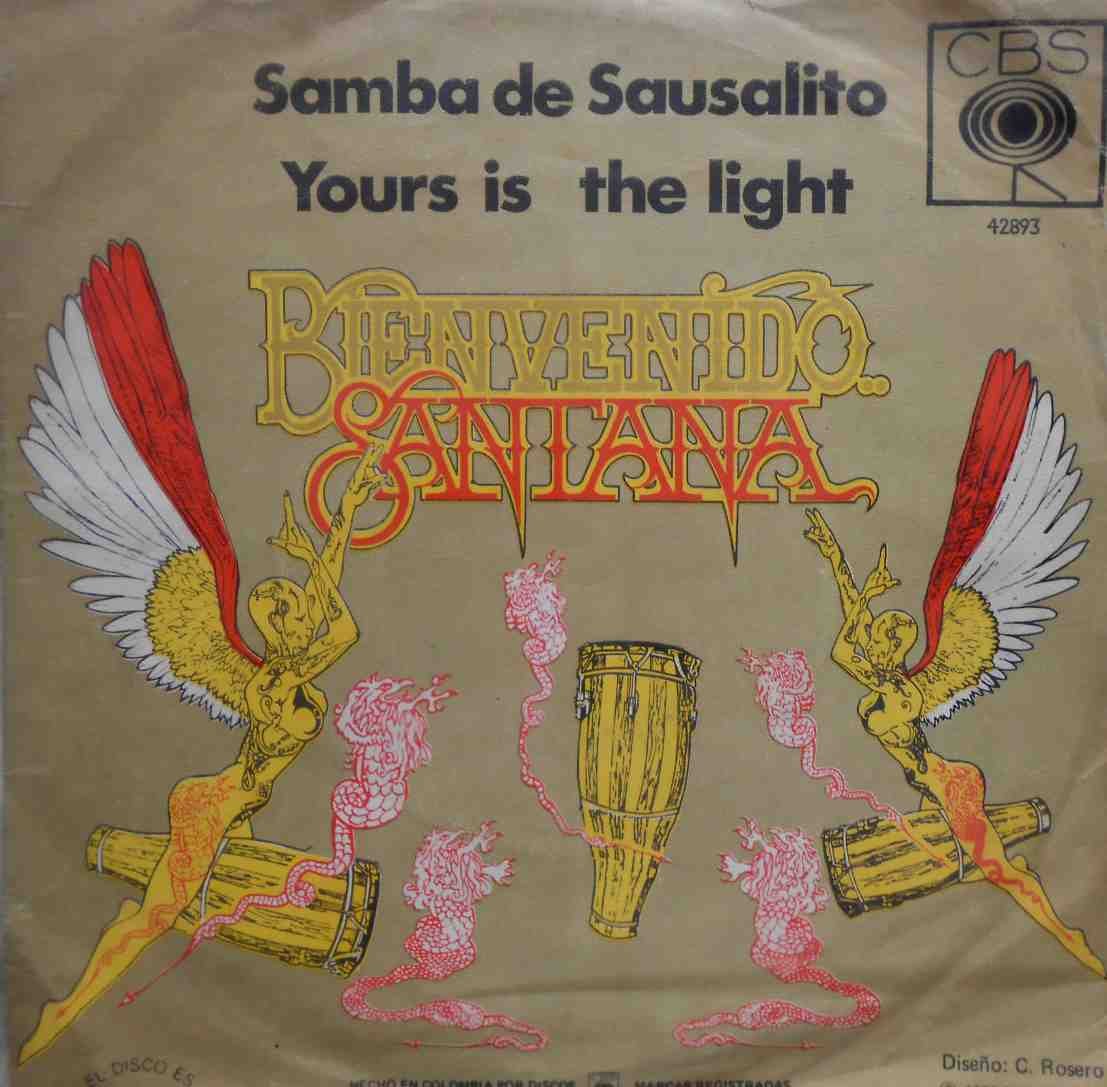 Samba de Sausalito
CBS
Yours is the light
42893
BIENVENIDO..
SANTANA
EL DISCO ES
Diseño: C. Rosero
HECHO EN COLOMBIA POR DISCOS CBS MARCAS REGISTRADAS